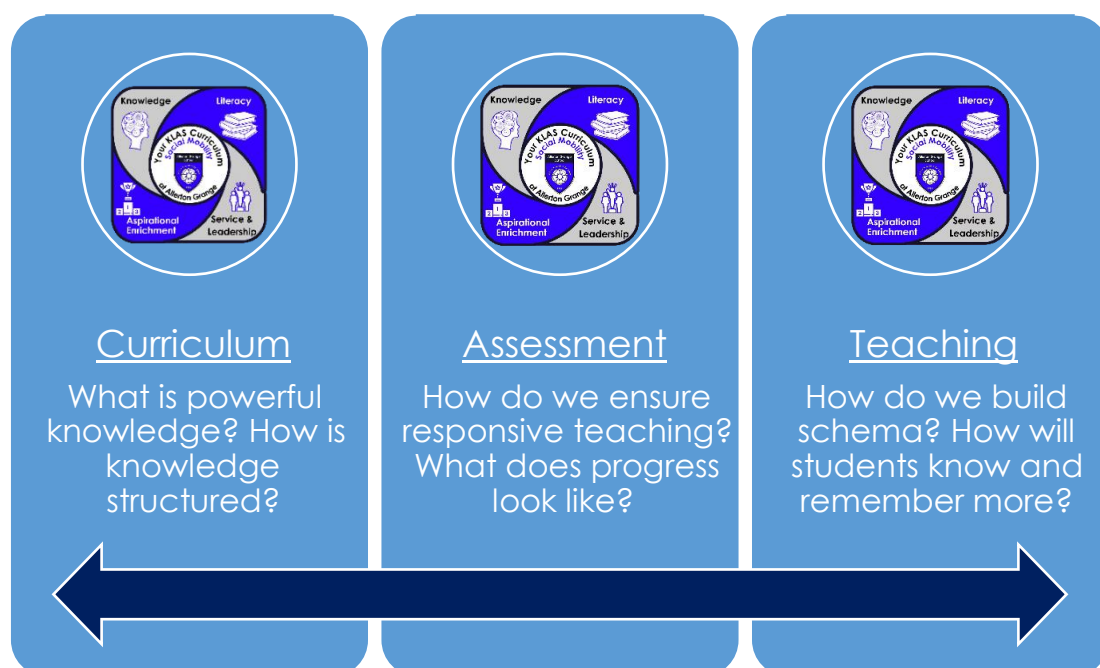 Knowledge
Literacy
Your KLAS Curriculum
Social Mobility
at Allerton Grange
Aspirational
Enrichment
Service &
Leadership
Knowledge
Literacy
Your KLAS Curriculum
Social Mobility
at Allerton Grange
Aspirational
Enrichment
Service &
Leadership
Knowledge
Literacy
Your KLAS Curriculum
Social Mobility
at Allerton Grange
Aspirational
Enrichment
Service &
Leadership
Curriculum
What is powerful
knowledge? How is
knowledge
structured?
Assessment
How do we ensure
responsive teaching?
What does progress
look like?
Teaching
How do we build
schema? How will
students know and
remember more?